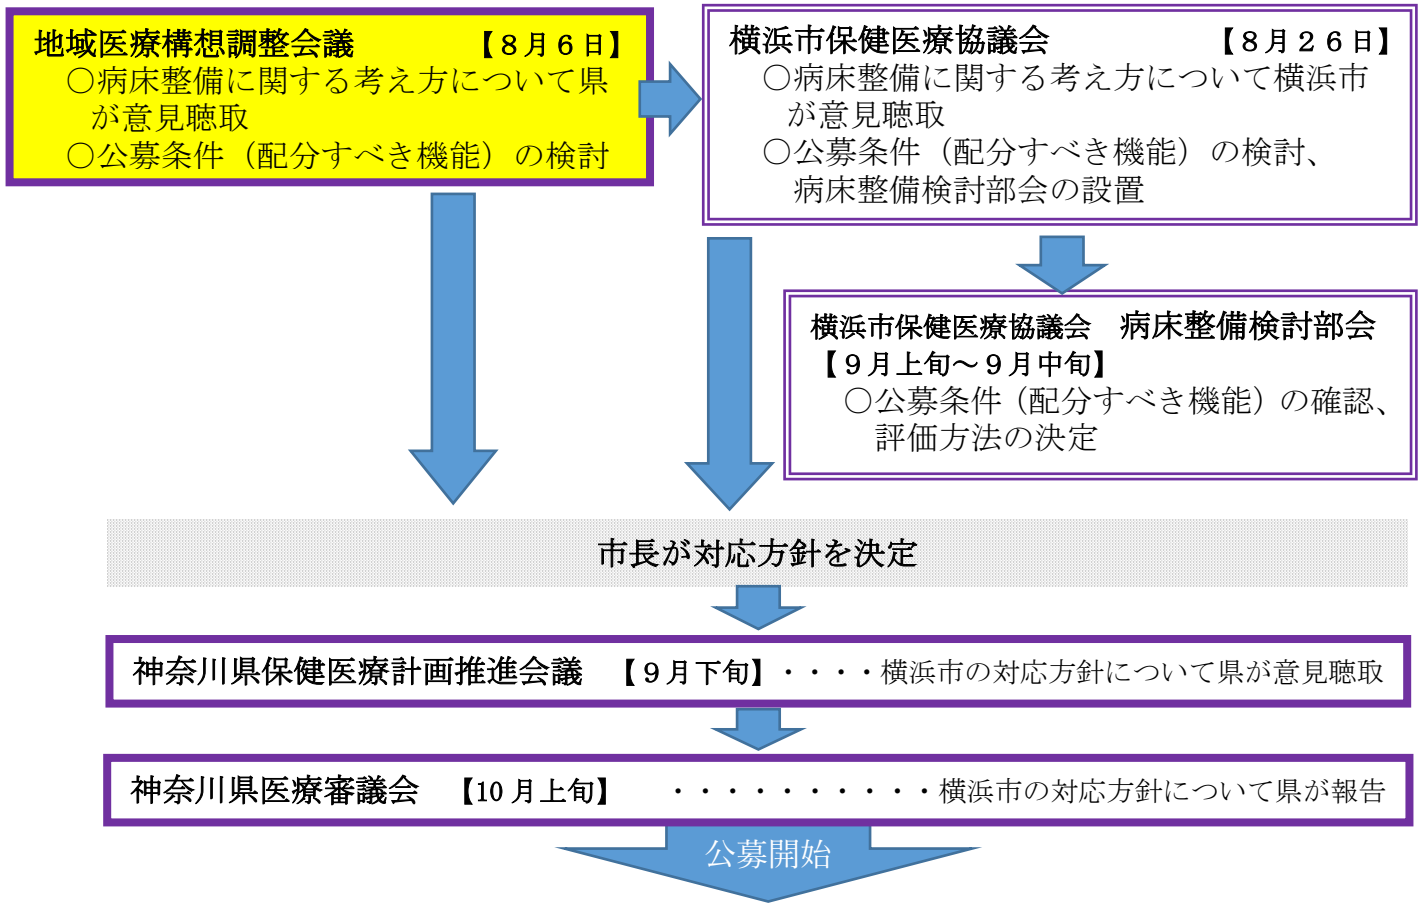 地域医療構想調整会議　　　　【８月６日】
○病床整備に関する考え方について県
が意見聴取
○公募条件（配分すべき機能）の検討
横浜市保健医療協議会　　　　　【８月２６日】
○病床整備に関する考え方について横浜市
が意見聴取
○公募条件（配分すべき機能）の検討、
病床整備検討部会の設置
横浜市保健医療協議会　病床整備検討部会
【９月上旬～９月中旬】
○公募条件（配分すべき機能）の確認、
評価方法の決定
市長が対応方針を決定
神奈川県保健医療計画推進会議　【９月下旬】・・・・横浜市の対応方針について県が意見聴取
神奈川県医療審議会　【10 月上旬】　　・・・・・・・・・・横浜市の対応方針について県が報告
公募開始